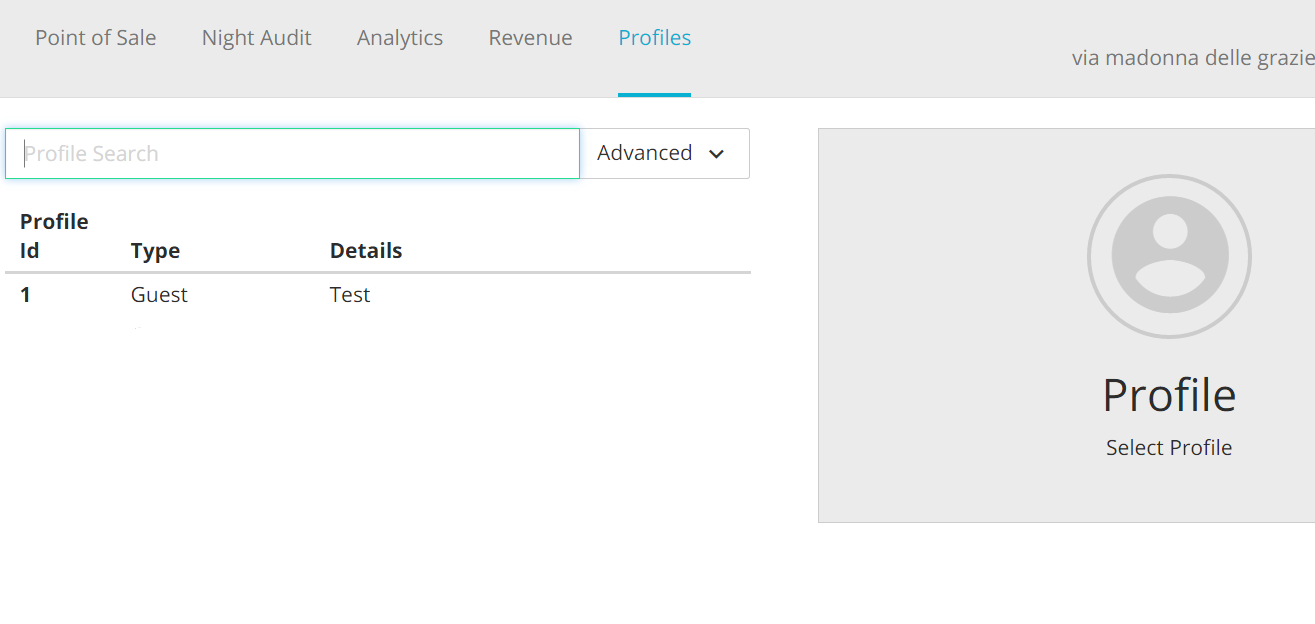 Point of Sale Night Audit Analytics Revenue Profiles
via madonna delle grazie
Profile Search
Advanced
Profile
Id Type Details
1 Guest Test
Profile
Select Profile